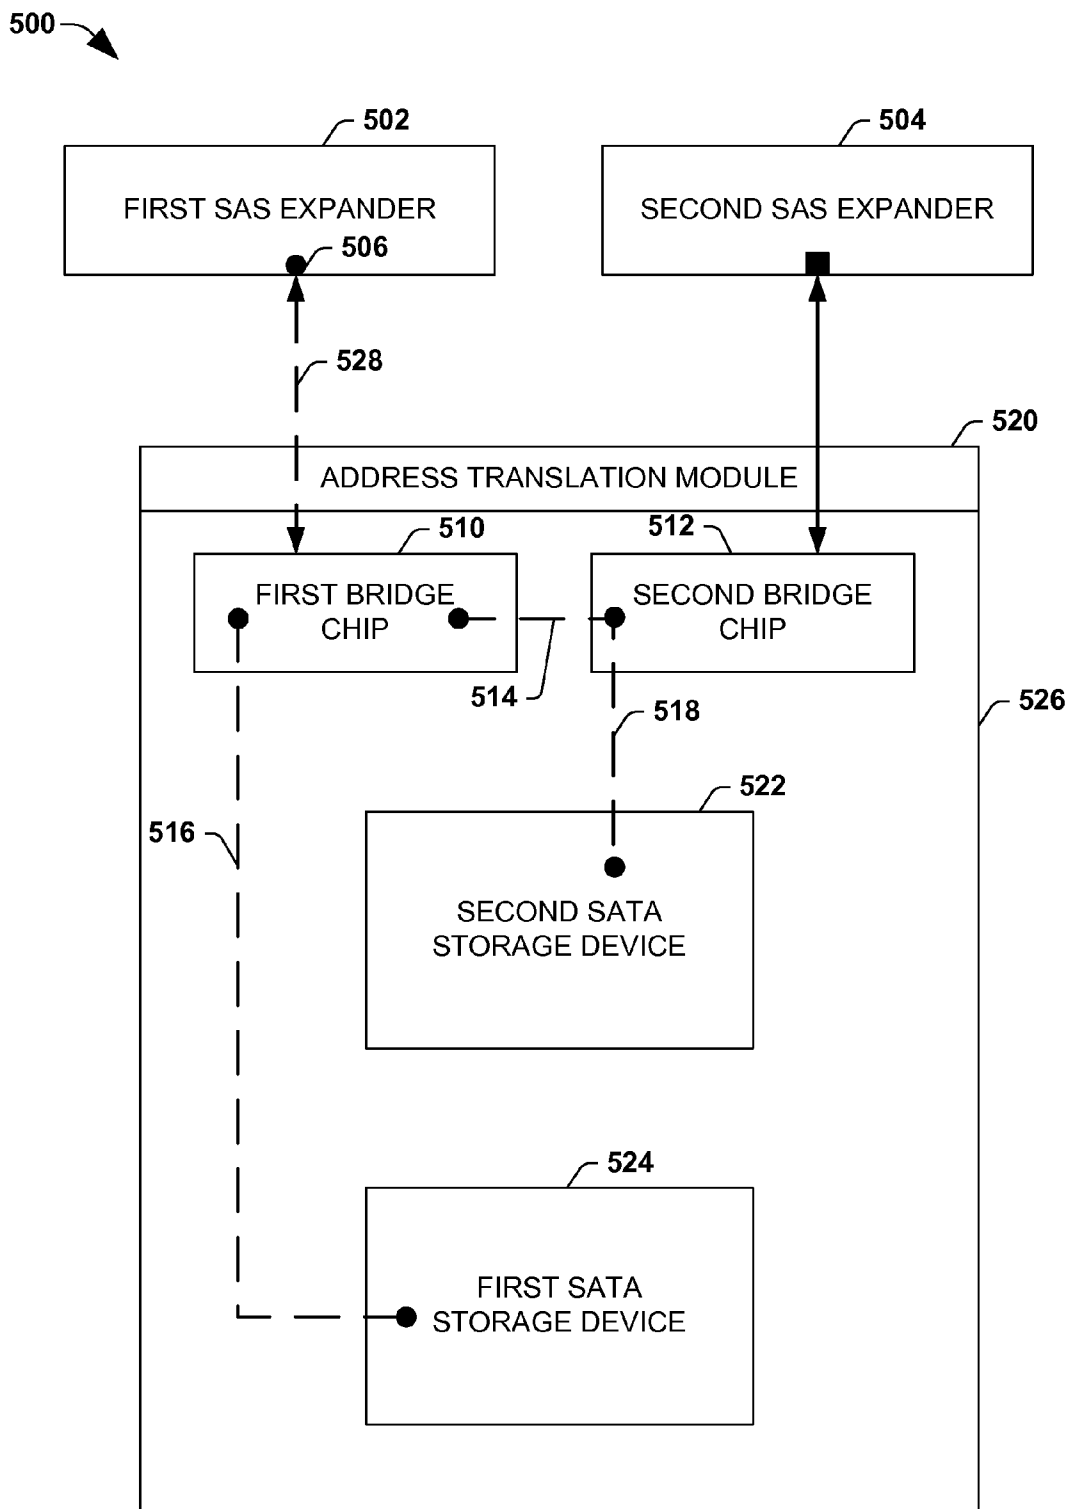 500
502
504
FIRST SAS EXPANDER
SECOND SAS EXPANDER
506
528
520
ADDRESS TRANSLATION MODULE
510
512
FIRST BRIDGE
CHIP
SECOND BRIDGE
CHIP
514
518
526
522
516
SECOND SATA
STORAGE DEVICE
524
FIRST SATA
STORAGE DEVICE